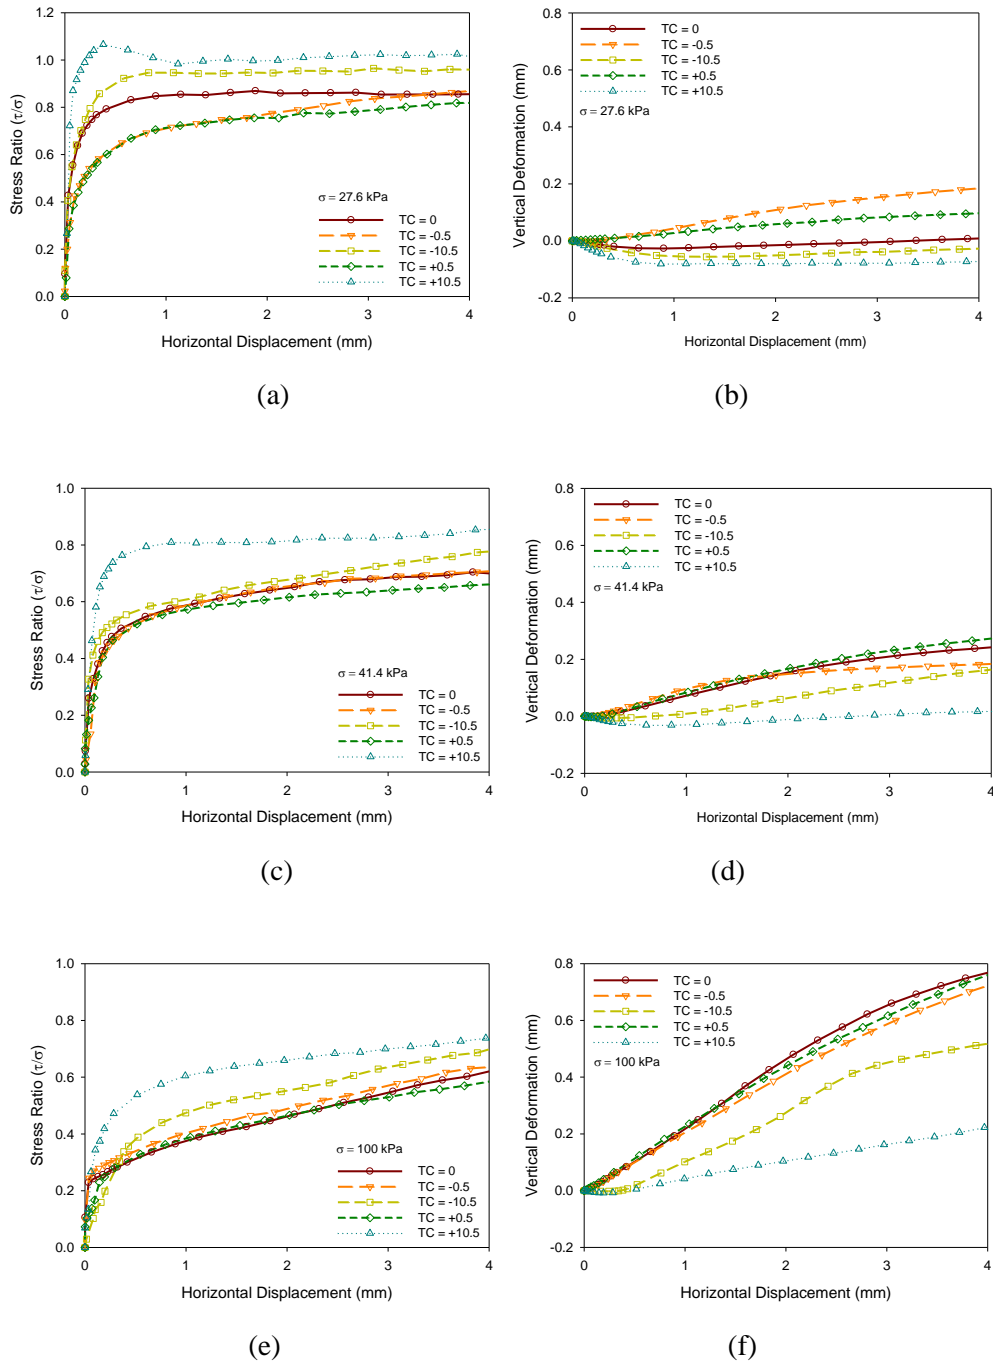 1.2
1.0
0.8
0.6
0.4
0.2
0.0
0
1
2
3
4
Stress Ratio (τ/σ)
Horizontal Displacement (mm)
σ = 27.6 kPa
TC = 0
TC = -0.5
TC = -10.5
TC = +0.5
TC = +10.5
(a)
0.8
0.6
0.4
0.2
0.0
-0.2
0
1
2
3
4
Vertical Deformation (mm)
Horizontal Displacement (mm)
TC = 0
TC = -0.5
TC = -10.5
TC = +0.5
TC = +10.5
σ = 27.6 kPa
(b)
1.0
0.8
0.6
0.4
0.2
0.0
0
1
2
3
4
Stress Ratio (τ/σ)
Horizontal Displacement (mm)
σ = 41.4 kPa
TC = 0
TC = -0.5
TC = -10.5
TC = +0.5
TC = +10.5
(c)
0.8
0.6
0.4
0.2
0.0
-0.2
0
1
2
3
4
Vertical Deformation (mm)
Horizontal Displacement (mm)
TC = 0
TC = -0.5
TC = -10.5
TC = +0.5
TC = +10.5
σ = 41.4 kPa
(d)
1.0
0.8
0.6
0.4
0.2
0.0
0
1
2
3
4
Stress Ratio (τ/σ)
Horizontal Displacement (mm)
σ = 100 kPa
TC = 0
TC = -0.5
TC = -10.5
TC = +0.5
TC = +10.5
(e)
0.8
0.6
0.4
0.2
0.0
-0.2
0
1
2
3
4
Vertical Deformation (mm)
Horizontal Displacement (mm)
TC = 0
TC = -0.5
TC = -10.5
TC = +0.5
TC = +10.5
σ = 100 kPa
(f)